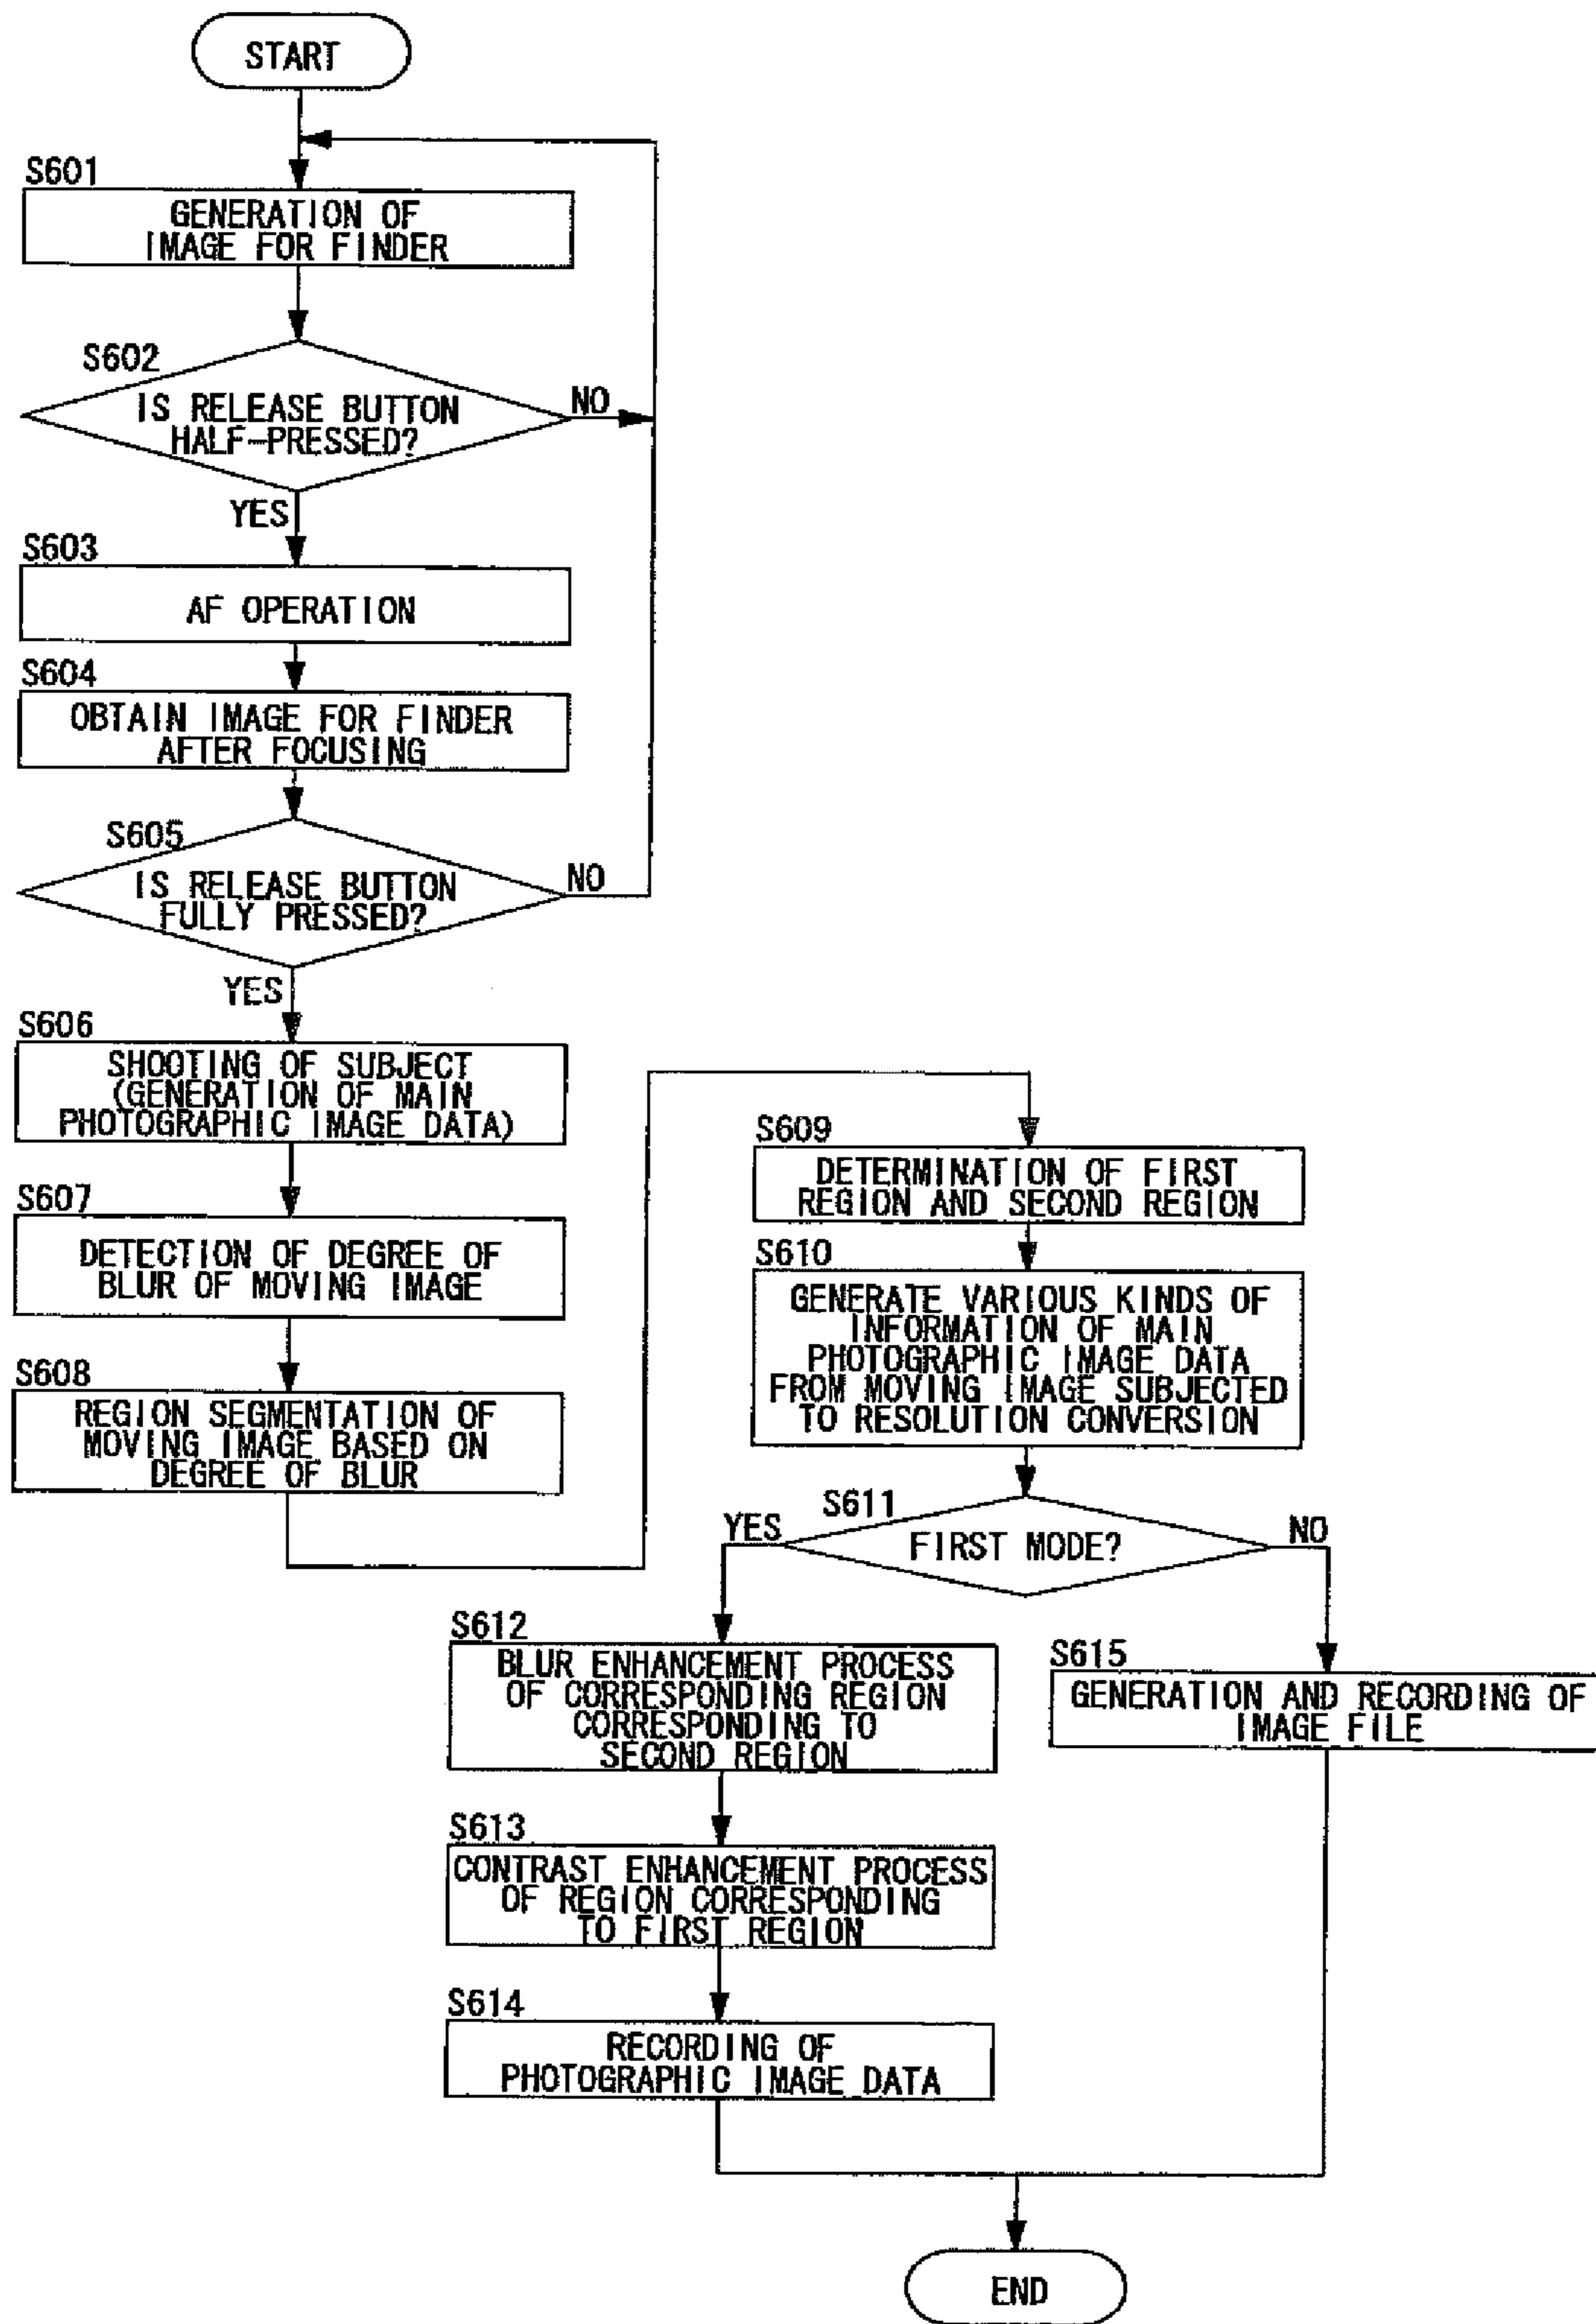 START
S601
GENERATION OF
IMAGE FOR FINDER
S602
IS RELEASE BUTTON
HALF-PRESSED?
NO
YES
S603
AF OPERATION
S604
OBTAIN IMAGE FOR FINDER
AFTER FOCUSING
S605
IS RELEASE BUTTON
FULLY PRESSED?
NO
YES
S606
SHOOTING OF SUBJECT
(GENERATION OF MAIN
PHOTOGRAPHIC IMAGE DATA)
S607
DETECTION OF DEGREE OF
BLUR OF MOVING IMAGE
S608
REGION SEGMENTATION OF
MOVING IMAGE BASED ON
DEGREE OF BLUR
S609
DETERMINATION OF FIRST
REGION AND SECOND REGION
S610
GENERATE VARIOUS KINDS OF
INFORMATION OF MAIN
PHOTOGRAPHIC IMAGE DATA
FROM MOVING IMAGE SUBJECTED
TO RESOLUTION CONVERSION
S611
FIRST MODE?
YES
NO
S612
BLUR ENHANCEMENT PROCESS
OF CORRESPONDING REGION
CORRESPONDING TO
SECOND REGION
S613
CONTRAST ENHANCEMENT PROCESS
OF REGION CORRESPONDING
TO FIRST REGION
S614
RECORDING OF
PHOTOGRAPHIC IMAGE DATA
S615
GENERATION AND RECORDING OF
IMAGE FILE
END